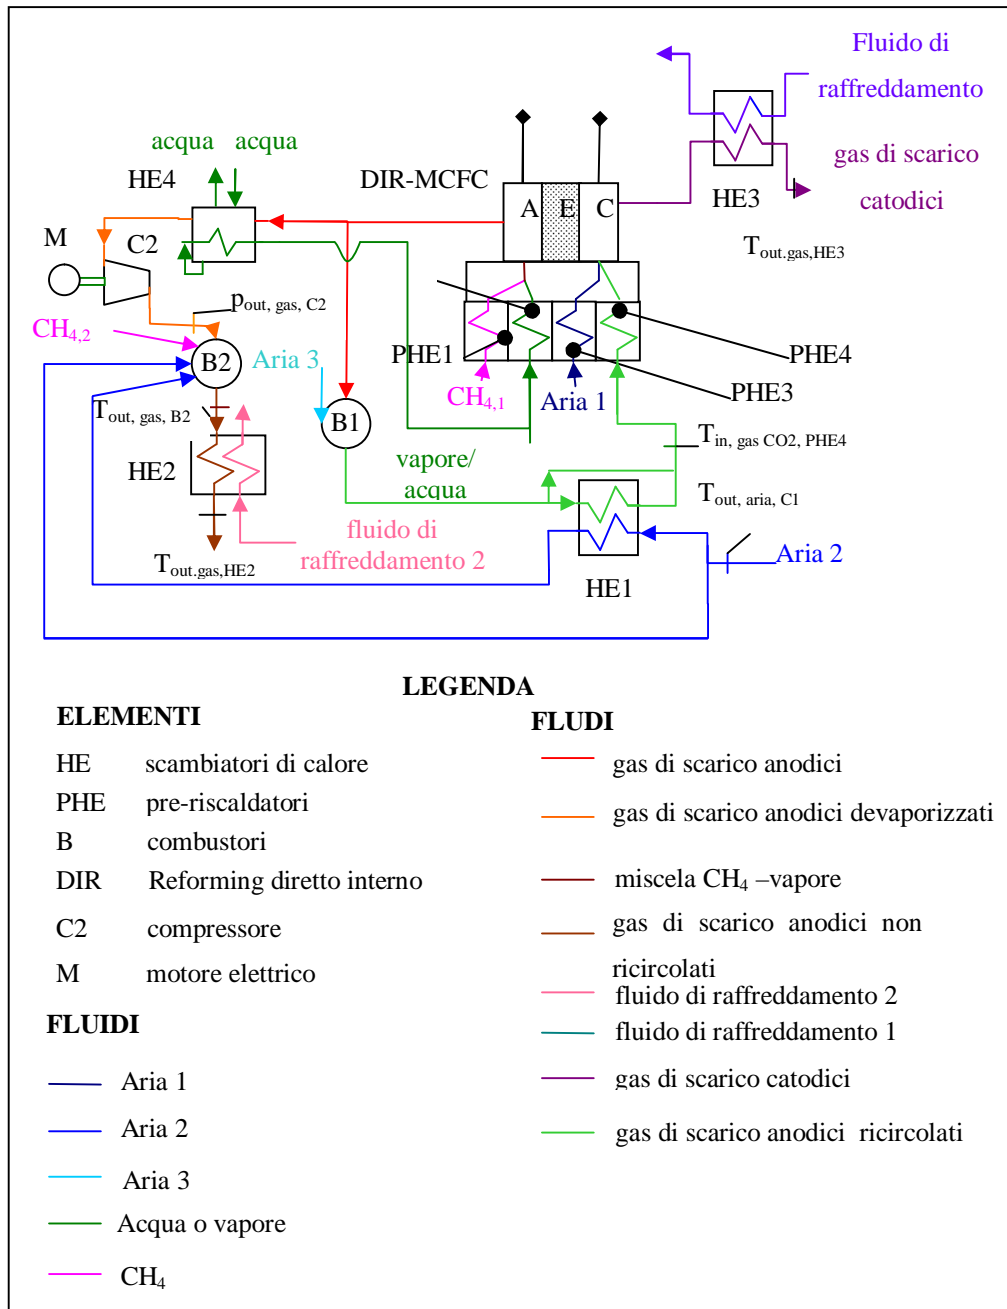 Fluido di
raffreddamento
acqua acqua
HE4
DIR-MCFC
gas di scarico
catodici
HE3
A E C
M
C2
T_out.gas,HE3
p_out, gas, C2
CH_4,2
B2
Aria 3
PHE1
PHE4
CH_4,1
Aria 1
PHE3
T_out, gas, B2
B1
T_in, gas CO2, PHE4
HE2
vapore/
acqua
T_out, aria, C1
fluido di
raffreddamento 2
T_out.gas,HE2
Aria 2
HE1
LEGENDA
ELEMENTI
HE scambiatori di calore
PHE pre-riscaldatori
B combustori
DIR Reforming diretto interno
C2 compressore
M motore elettrico
FLUIDI
Aria 1
Aria 2
Aria 3
Acqua o vapore
CH4
FLUDI
gas di scarico anodici
gas di scarico anodici devaporizzati
miscela CH4 –vapore
gas di scarico anodici non
ricircolati
fluido di raffreddamento 2
fluido di raffreddamento 1
gas di scarico catodici
gas di scarico anodici ricircolati